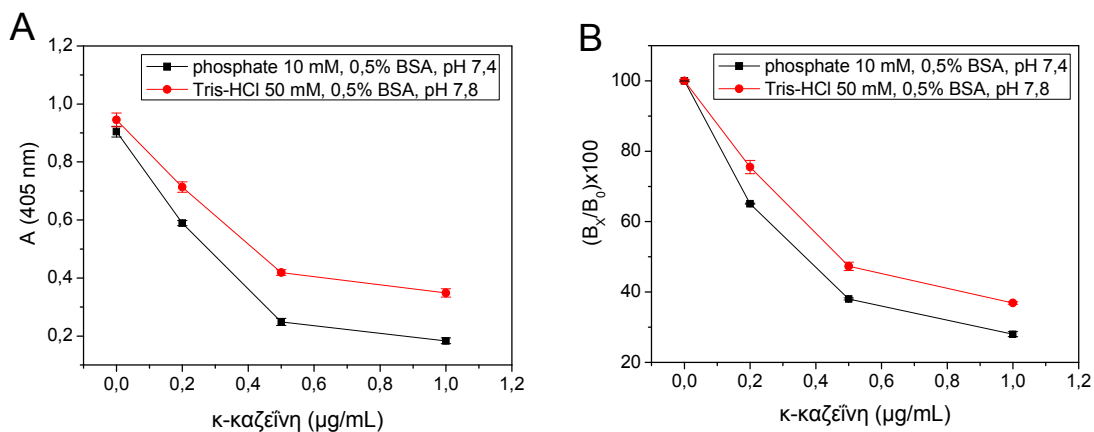 A
1,2
1,0
0,8
0,6
0,4
0,2
A (405 nm)
phosphate 10 mM, 0,5% BSA, pH 7,4
Tris-HCl 50 mM, 0,5% BSA, pH 7,8
0,0 0,2 0,4 0,6 0,8 1,0 1,2
κ-καζεΐνη (μg/mL)
B
100
80
60
40
20
(BX/B0)x100
phosphate 10 mM, 0,5% BSA, pH 7,4
Tris-HCl 50 mM, 0,5% BSA, pH 7,8
0,0 0,2 0,4 0,6 0,8 1,0 1,2
κ-καζεΐνη (μg/mL)